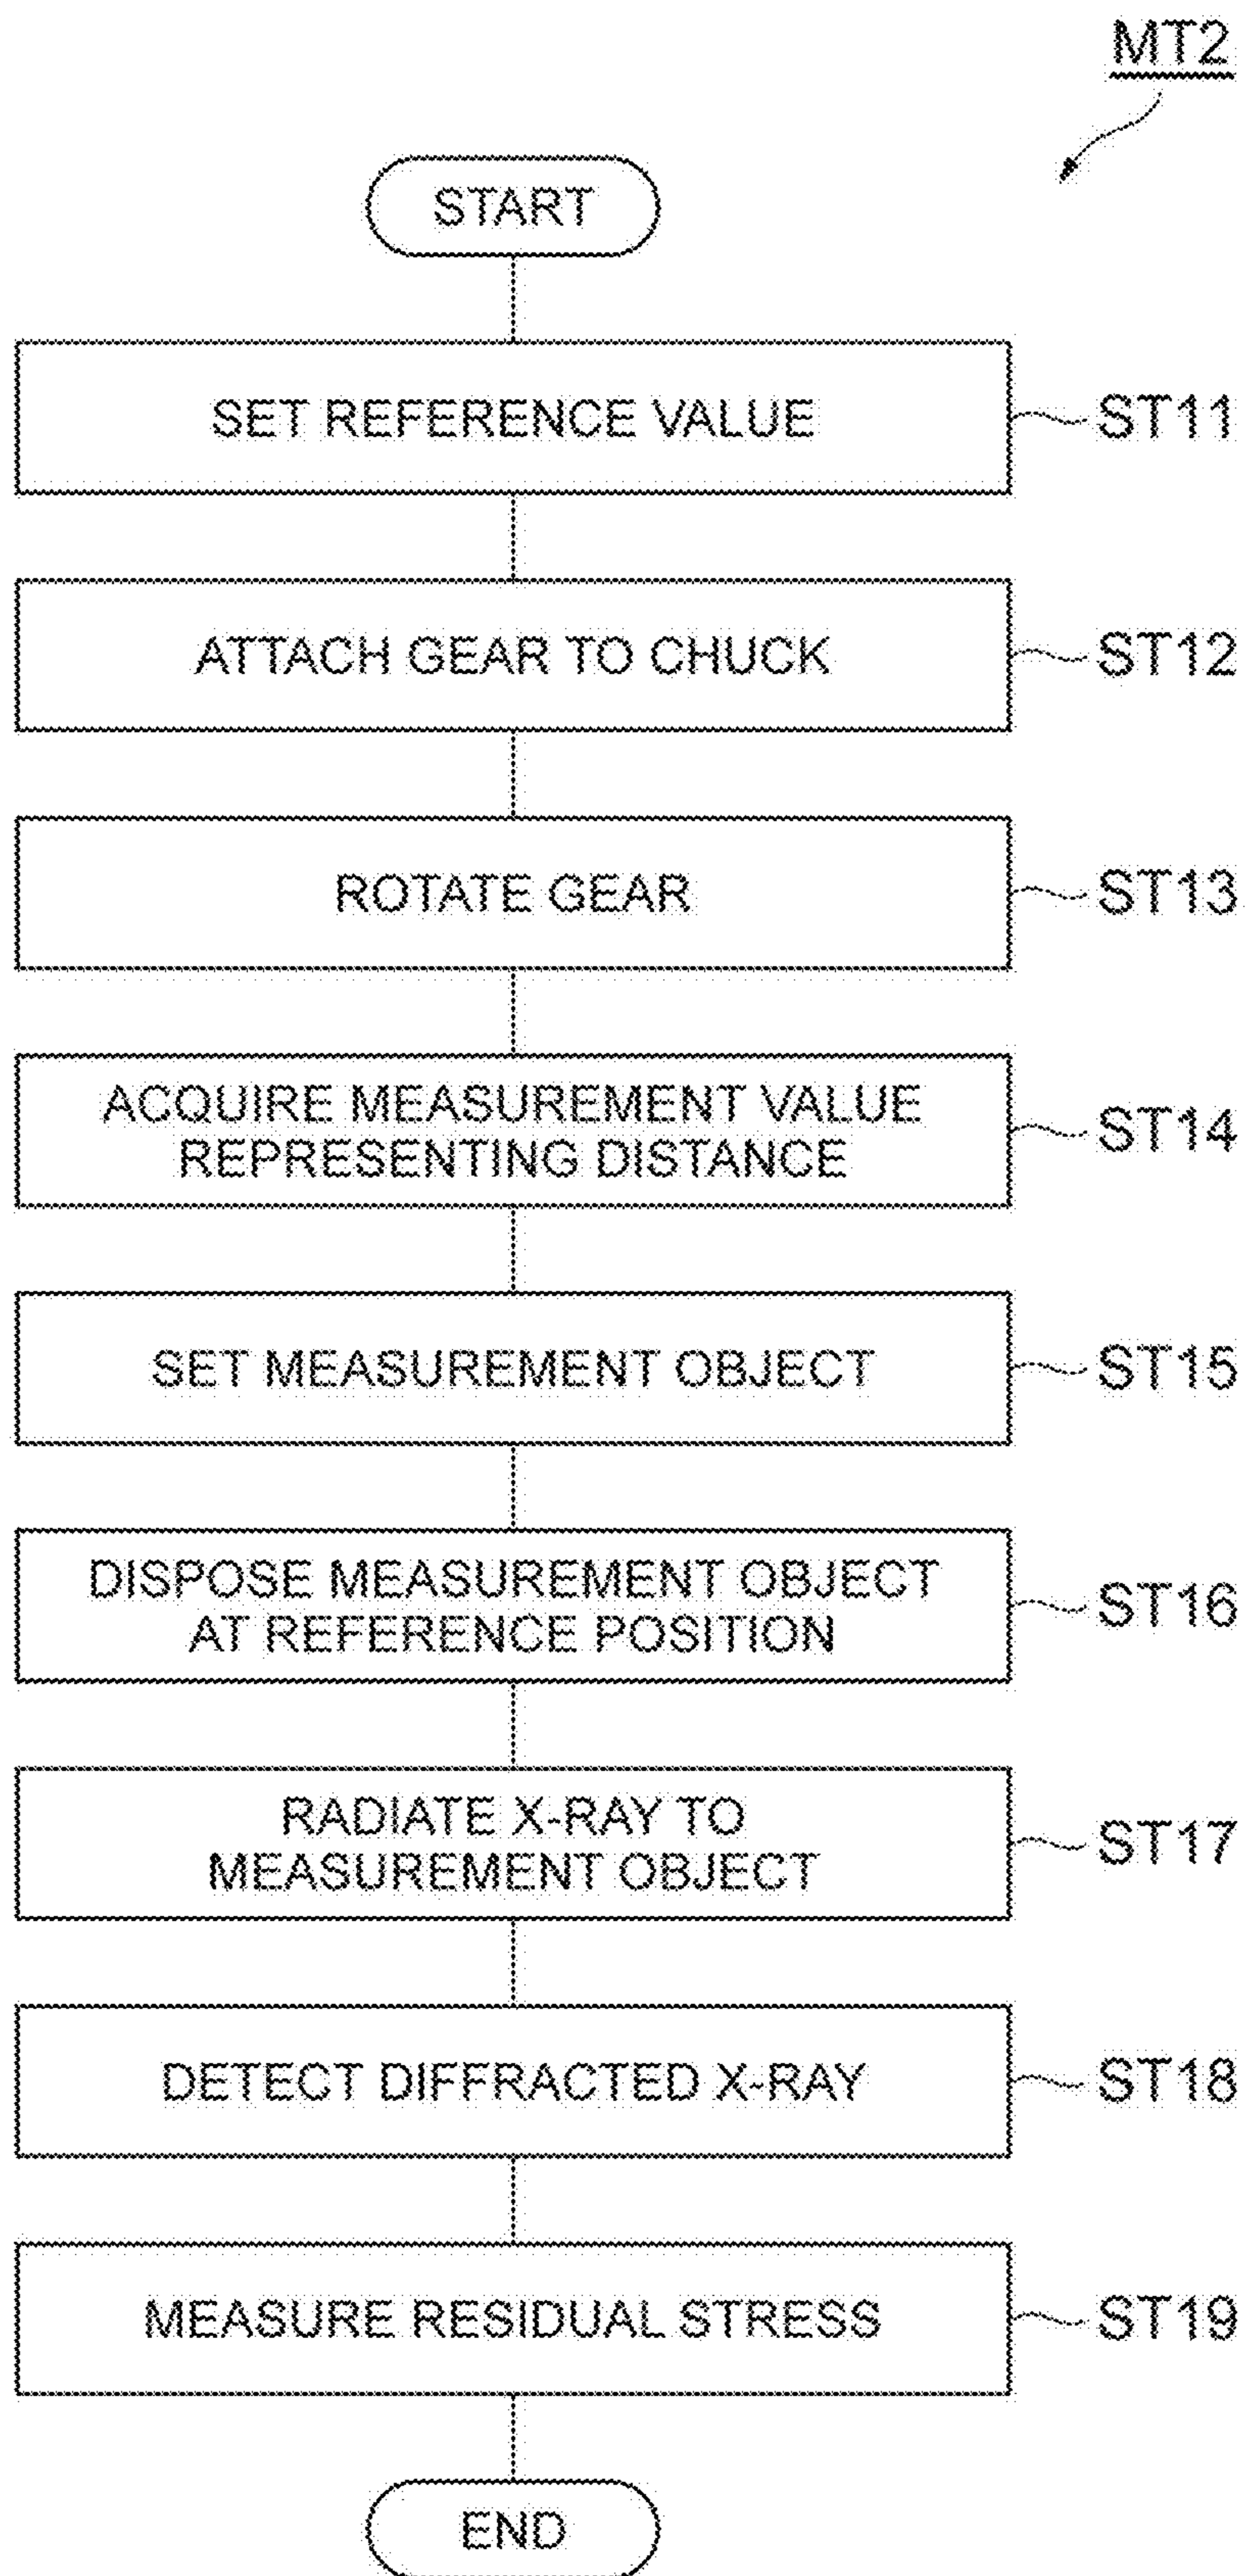 MT2
START
SET REFERENCE VALUE
ST11
ATTACH GEAR TO CHUCK
ST12
ROTATE GEAR
ST13
ACQUIRE MEASUREMENT VALUE
REPRESENTING DISTANCE
ST14
SET MEASUREMENT OBJECT
ST15
DISPOSE MEASUREMENT OBJECT
AT REFERENCE POSITION
ST16
RADIATE X-RAY TO
MEASUREMENT OBJECT
ST17
DETECT DIFFRACTED X-RAY
ST18
MEASURE RESIDUAL STRESS
ST19
END